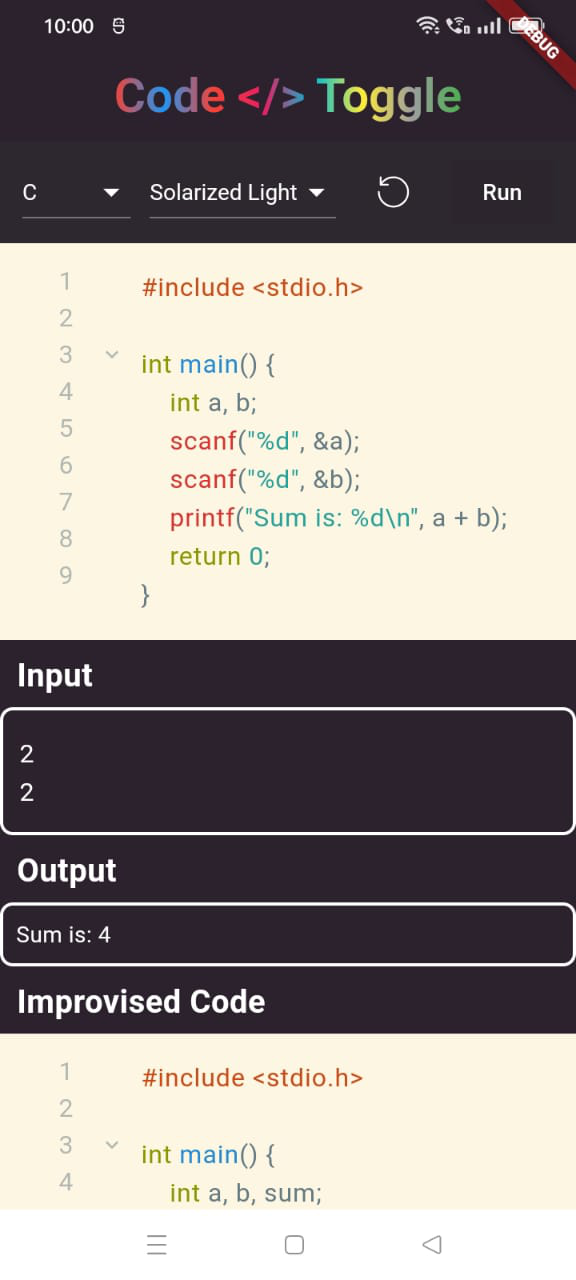 10:00
DEBUG
Code </> Toggle
C Solarized Light Run
1 #include <stdio.h>
2
3 int main() {
4 int a, b;
5 scanf("%d", &a);
6 scanf("%d", &b);
7 printf("Sum is: %d\n", a + b);
8 return 0;
9 }
Input
2
2
Output
Sum is: 4
Improvised Code
1 #include <stdio.h>
2
3 int main() {
4 int a, b, sum;